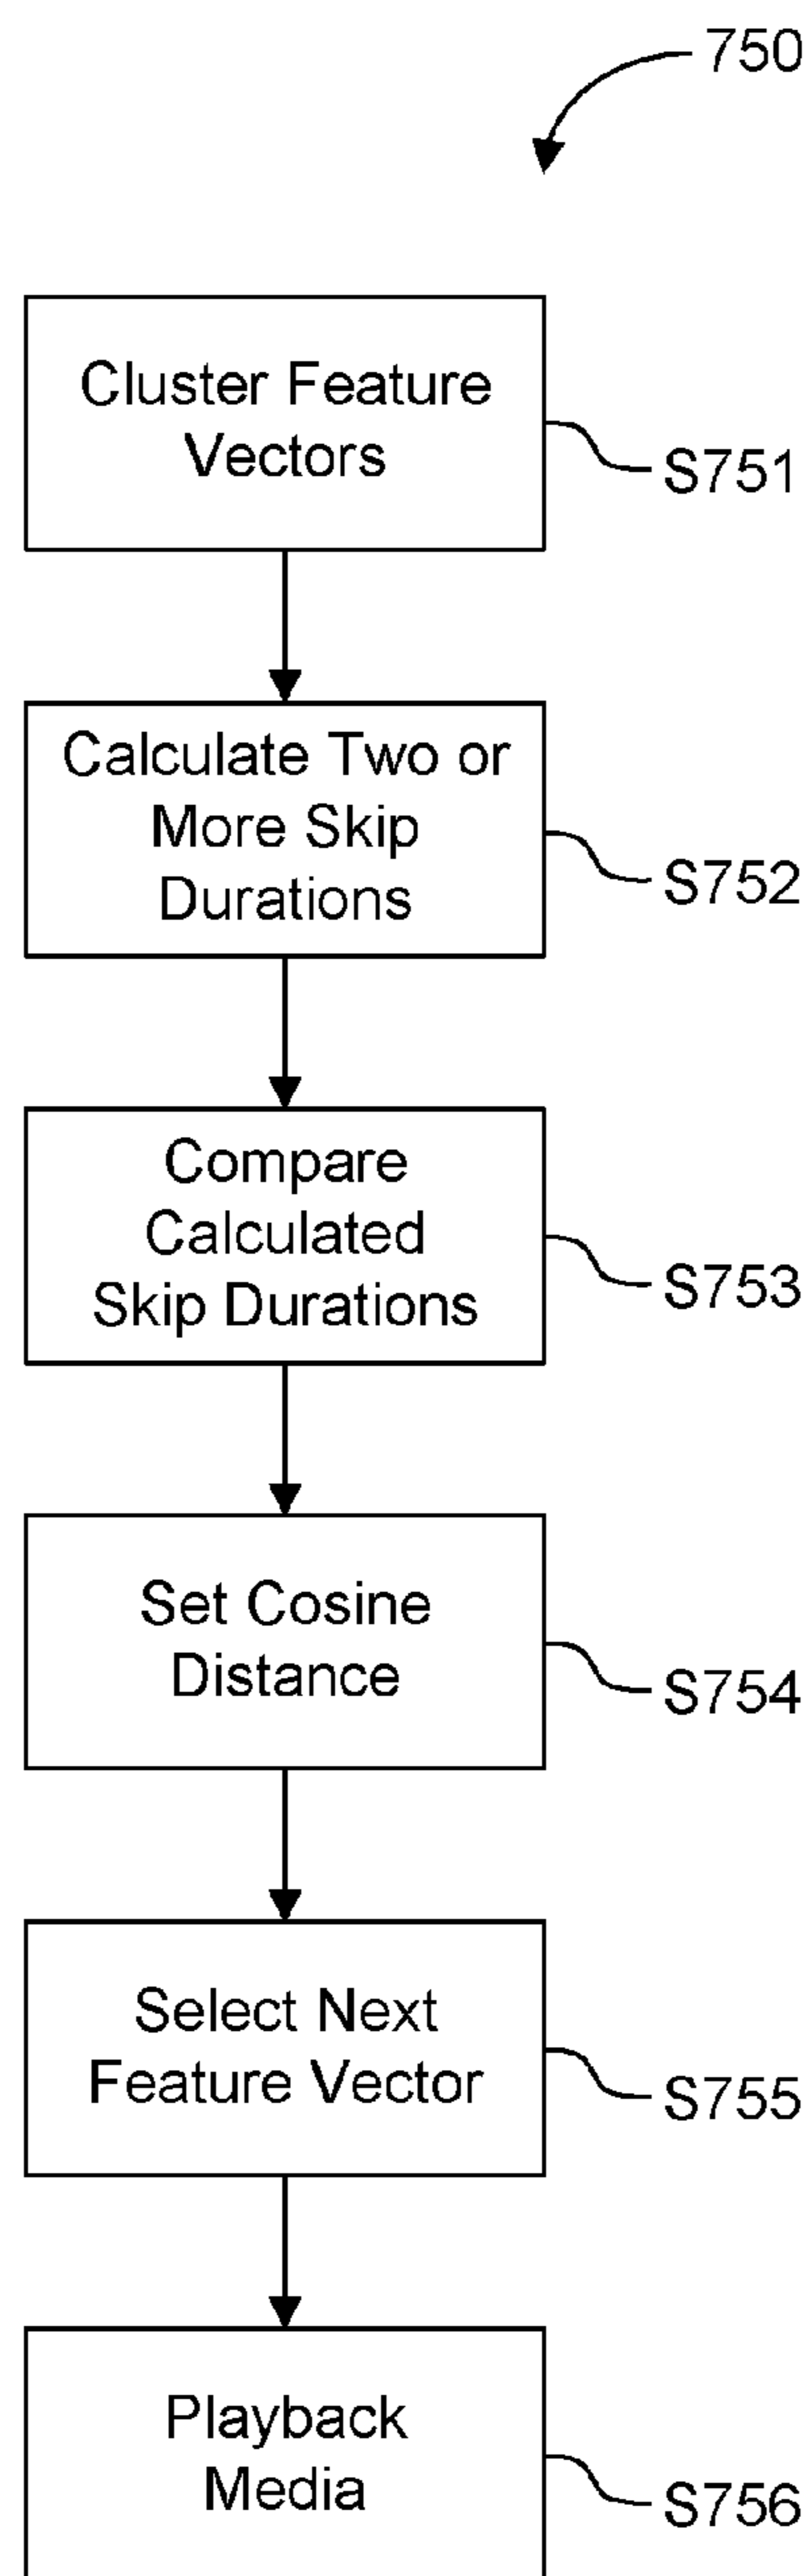 750
Cluster Feature
Vectors
S751
Calculate Two or
More Skip
Durations
S752
Compare
Calculated
Skip Durations
S753
Set Cosine
Distance
S754
Select Next
Feature Vector
S755
Playback
Media
S756